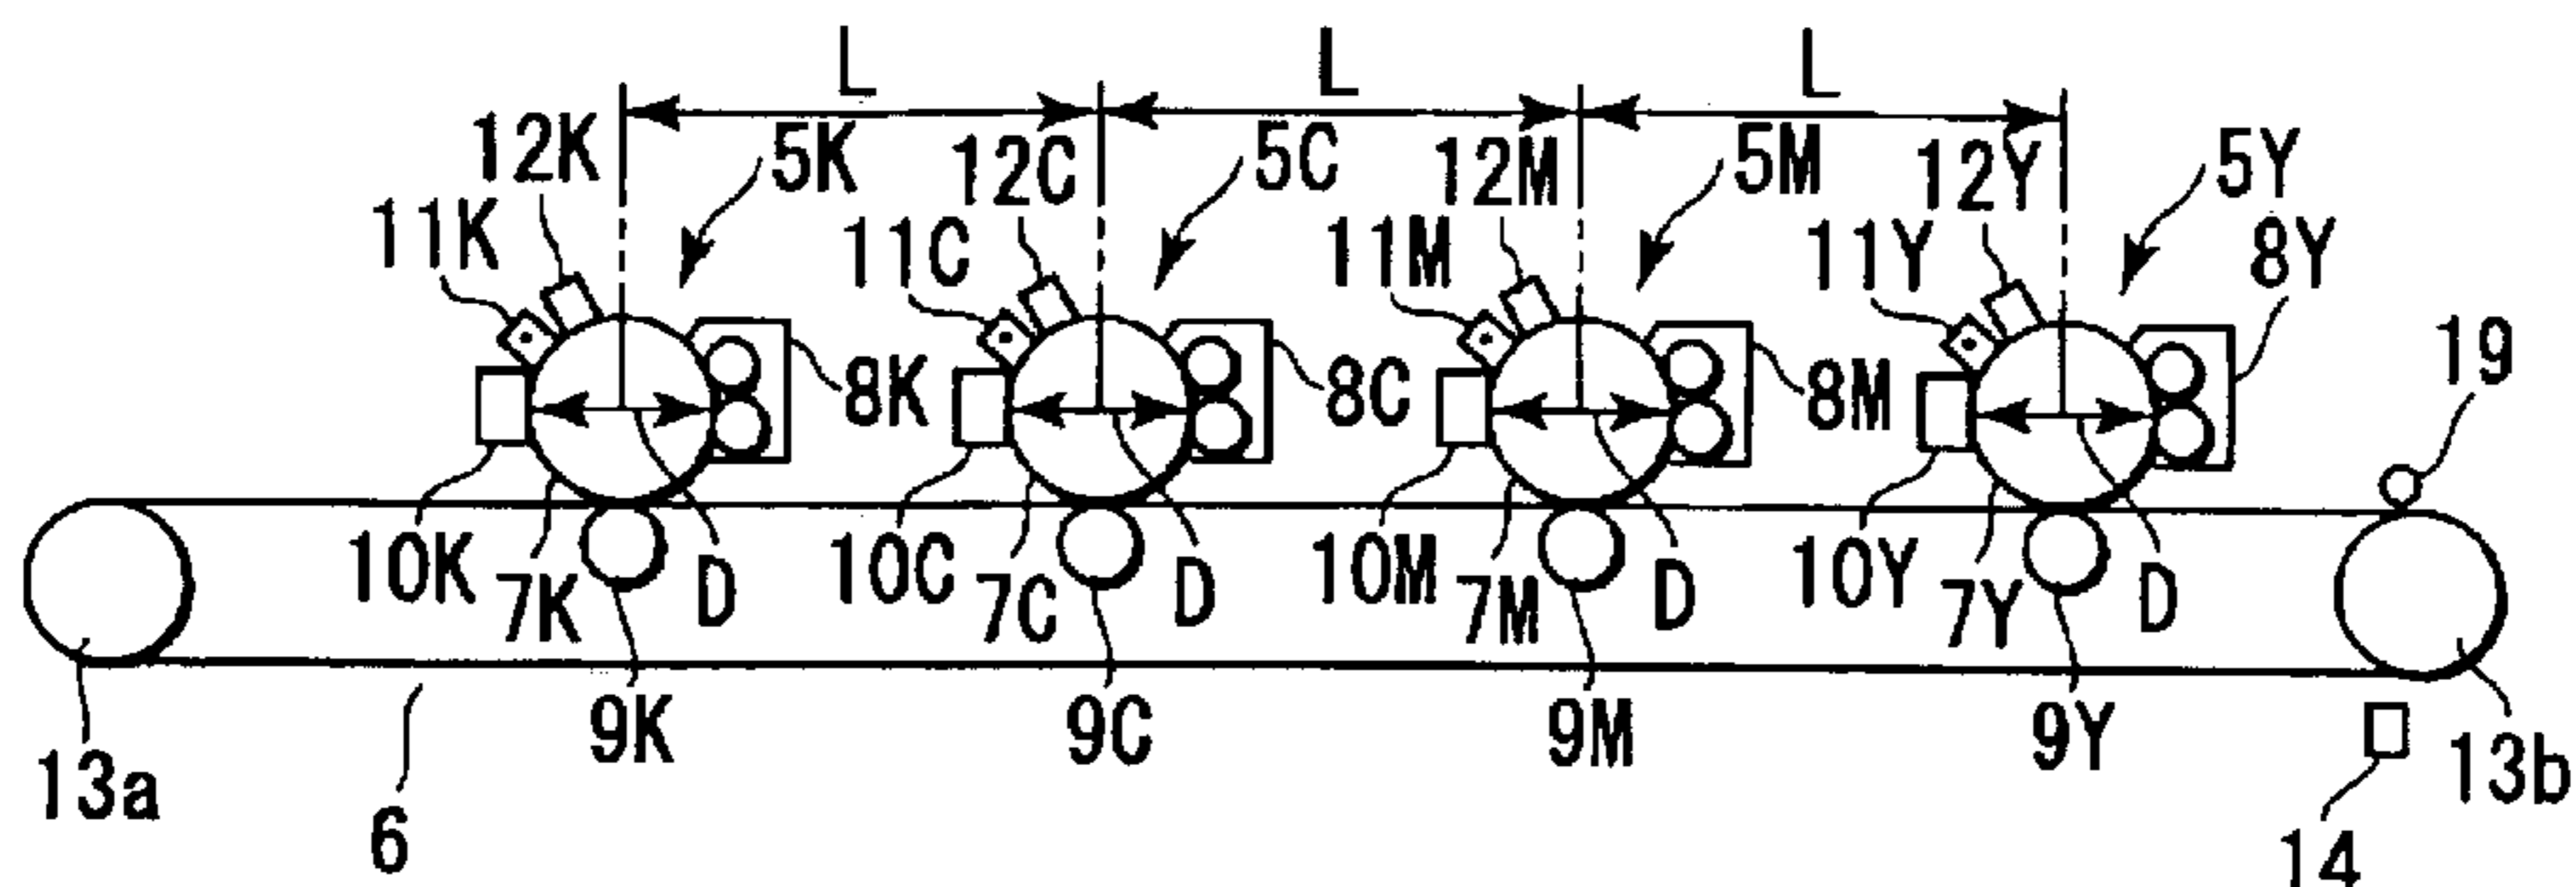 L L L
12K 5K 12C 5C 12M 5M 12Y 5Y
11K 11C 11M 11Y 8Y
8K 8C 8M 19
10K 7K D 10C 7C D 10M 7M D 10Y 7Y D
13a 6 9K 9C 9M 9Y 14 13b